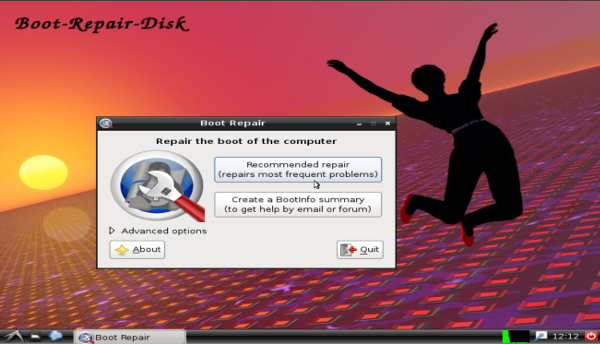 Boot-Repair-Disk
Boot Repair
Repair the boot of the computer
Recommended repair
(repairs most frequent problems)
Create a BootInfo summary
(to get help by email or forum)
Advanced options
About
Quit
Boot Repair
12:12